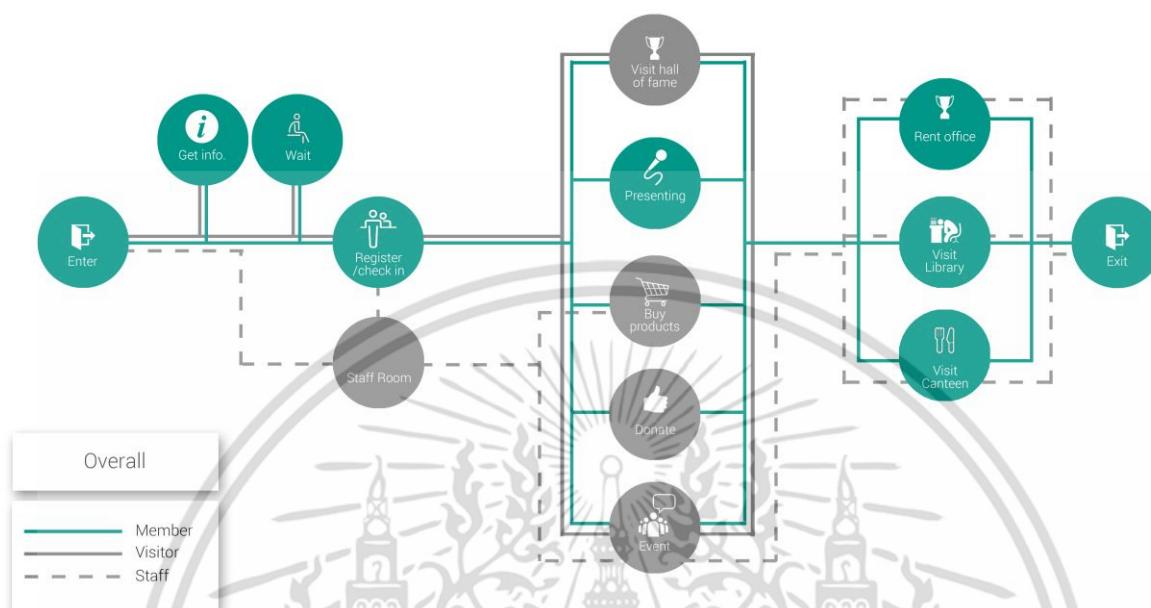 Visit hall
of fame
Get info.
Wait
Rent office
Presenting
Enter
Register
/check in
Visit
Library
Exit
Buy
products
Staff Room
Visit
Canteen
Donate
Event
Overall
Member
Visitor
Staff